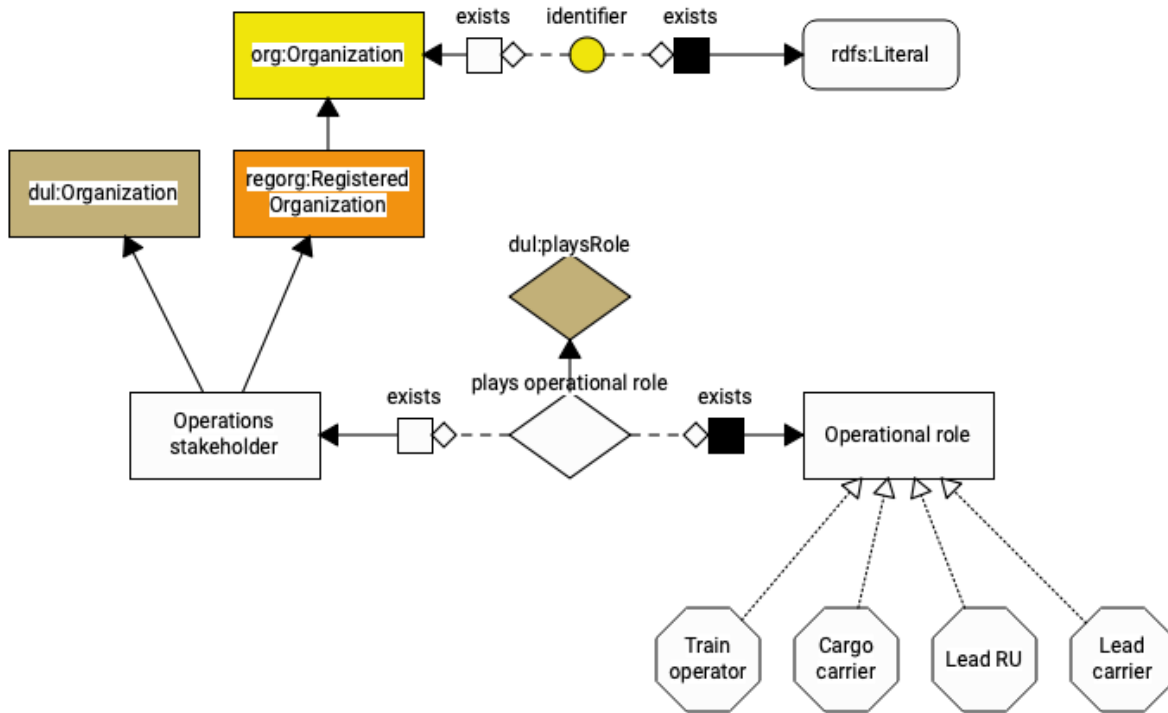 exists
identifier
exists
org:Organization
rdfs:Literal
dul:Organization
regorg:Registered
Organization
dul:playsRole
plays operational role
exists
exists
Operations
stakeholder
Operational role
Train
operator
Cargo
carrier
Lead RU
Lead
carrier